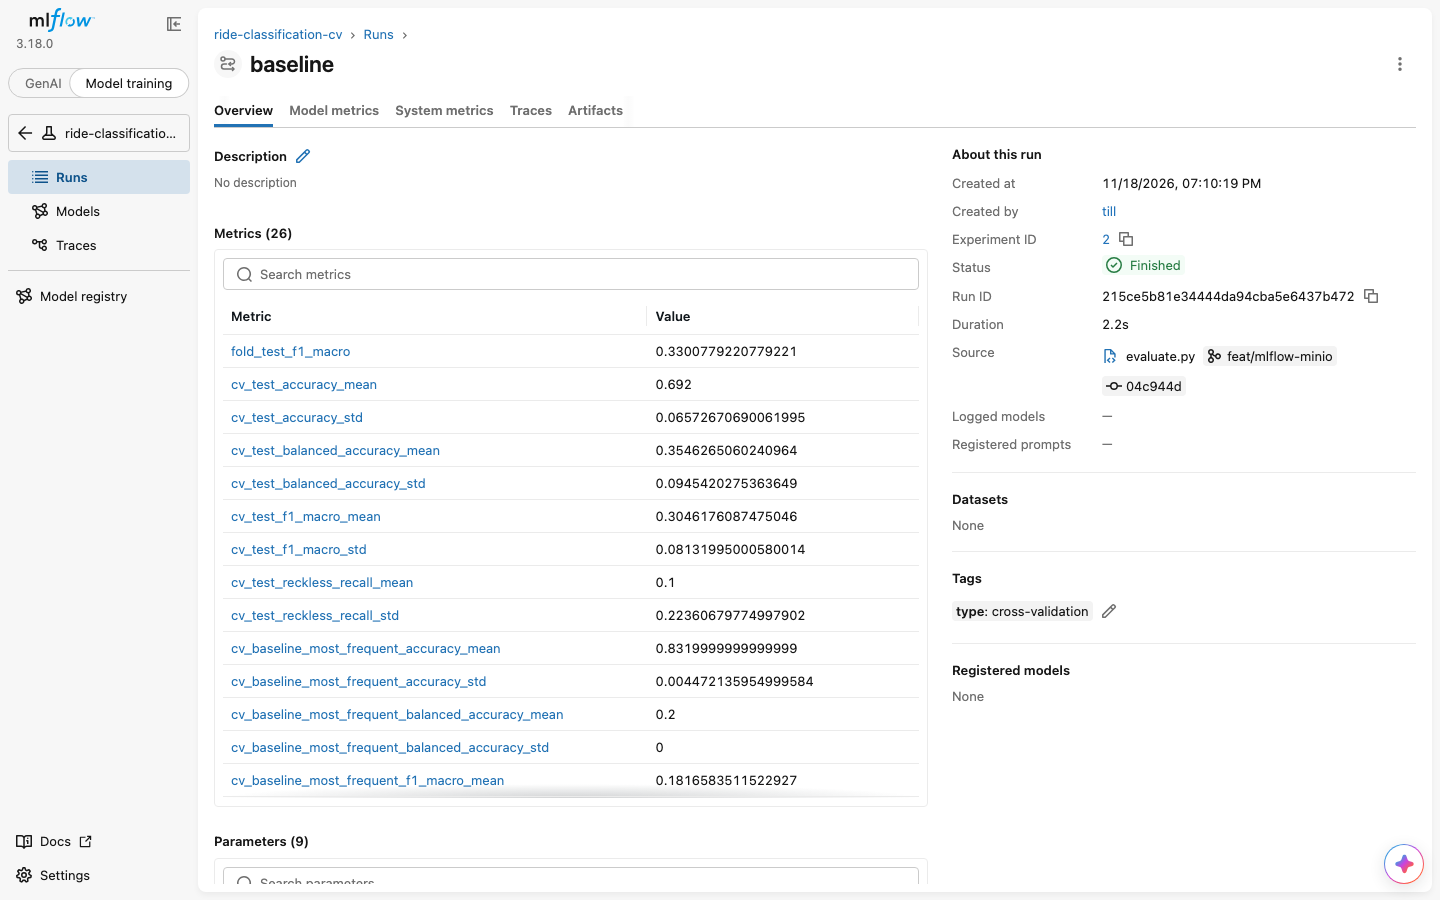 mlflow
3.18.0
GenAI
Model training
ride-classificatio...
Runs
Models
Traces
Model registry
Docs
Settings
ride-classification-cv > Runs >
baseline
Overview
Model metrics
System metrics
Traces
Artifacts
Description
No description
Metrics (26)
Search metrics
Metric Value
fold_test_f1_macro 0.3300779220779221
cv_test_accuracy_mean 0.692
cv_test_accuracy_std 0.06572670690061995
cv_test_balanced_accuracy_mean 0.3546265060240964
cv_test_balanced_accuracy_std 0.0945420275363649
cv_test_f1_macro_mean 0.3046176087475046
cv_test_f1_macro_std 0.08131995000580014
cv_test_reckless_recall_mean 0.1
cv_test_reckless_recall_std 0.22360679774997902
cv_baseline_most_frequent_accuracy_mean 0.8319999999999999
cv_baseline_most_frequent_accuracy_std 0.004472135954999584
cv_baseline_most_frequent_balanced_accuracy_mean 0.2
cv_baseline_most_frequent_balanced_accuracy_std 0
cv_baseline_most_frequent_f1_macro_mean 0.1816583511522927
Parameters (9)
Search parameters
About this run
Created at 11/18/2026, 07:10:19 PM
Created by till
Experiment ID 2
Status Finished
Run ID 215ce5b81e34444da94cba5e6437b472
Duration 2.2s
Source evaluate.py feat/mlflow-minio
04c944d
Logged models —
Registered prompts —
Datasets
None
Tags
type: cross-validation
Registered models
None